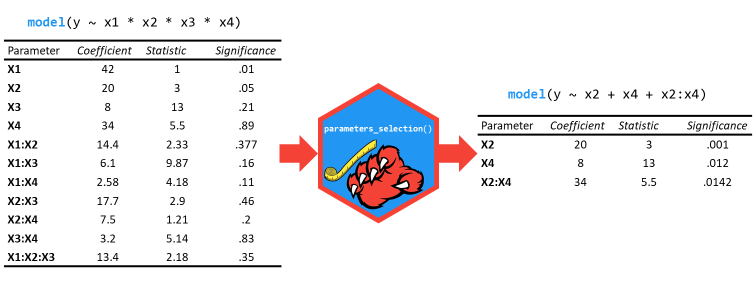 model(y ~ x1 * x2 * x3 * x4)
Parameter Coefficient Statistic Significance
X1 42 1 .01
X2 20 3 .05
X3 8 13 .21
X4 34 5.5 .89
X1:X2 14.4 2.33 .377
X1:X3 6.1 9.87 .16
X1:X4 2.58 4.18 .11
X2:X3 17.7 2.9 .46
X2:X4 7.5 1.21 .2
X3:X4 3.2 5.14 .83
X1:X2:X3 13.4 2.18 .35
parameters_selection()
model(y ~ x2 + x4 + x2:x4)
Parameter Coefficient Statistic Significance
X2 20 3 .001
X4 8 13 .012
X2:X4 34 5.5 .0142